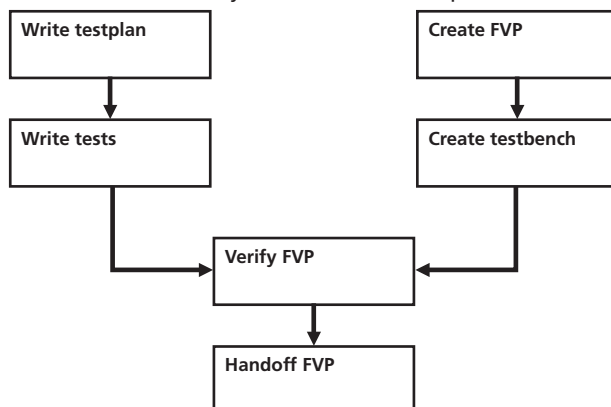 Write testplan
Create FVP
Write tests
Create testbench
Verify FVP
Handoff FVP